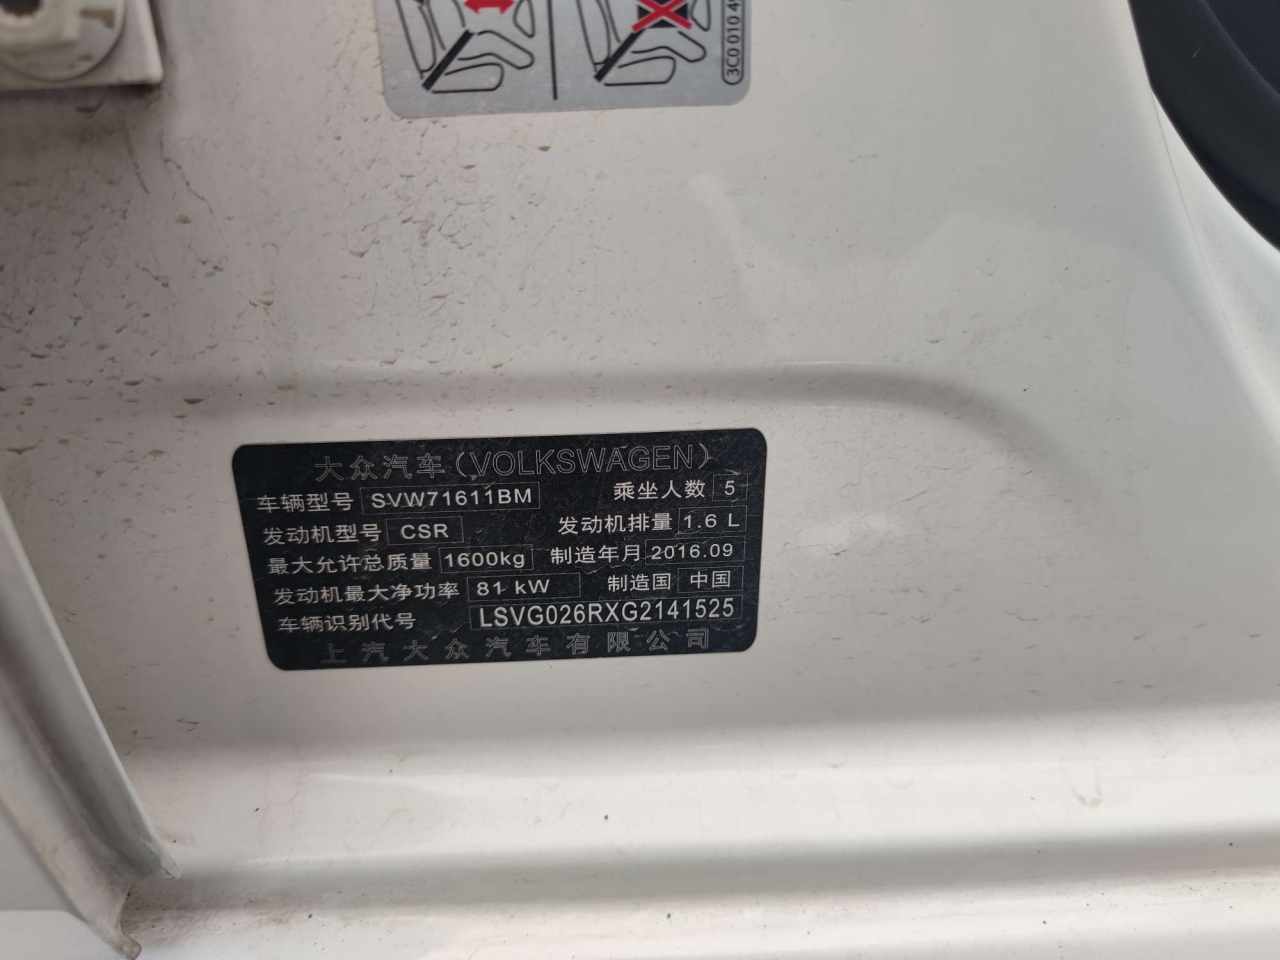 3C0 010 4
大众汽车(VOLKSWAGEN)
车辆型号 SVW71611BM 乘坐人数 5
发动机型号 CSR 发动机排量 1.6 L
最大允许总质量 1600kg 制造年月 2016.09
发动机最大净功率 81 kW 制造国 中国
车辆识别代号 LSVG026RXG2141525
上汽大众汽车有限公司